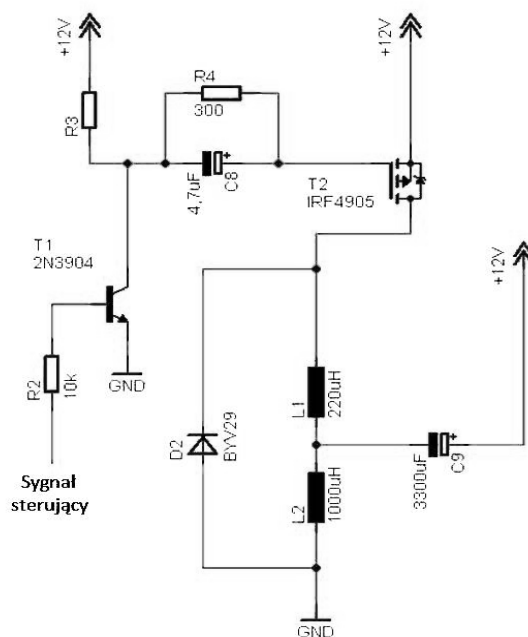 +12V
+12V
R4
300
R3
4,7uF
C8
T2
IRF4905
T1
2N3904
+12V
GND
R2
10k
L1
220uH
D2
BYV29
3300uF
C9
Sygnał
sterujący
L2
1000uH
GND